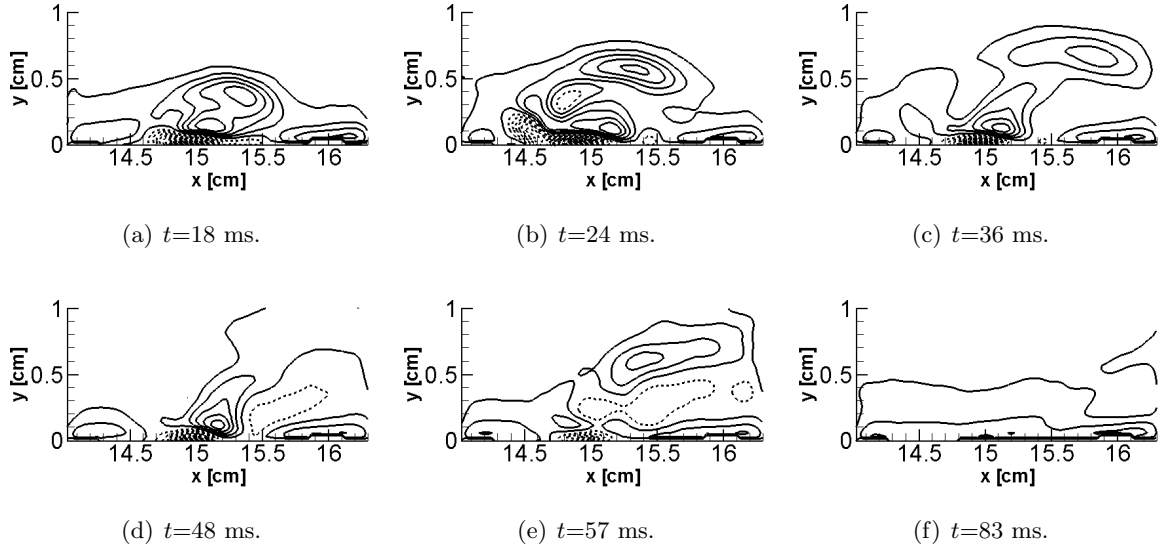 1
1
1
y [cm]
y [cm]
y [cm]
0.5
0.5
0.5
0
0
0
14.5 15 15.5 16
14.5 15 15.5 16
14.5 15 15.5 16
x [cm]
x [cm]
x [cm]
(a) t=18 ms.
(b) t=24 ms.
(c) t=36 ms.
1
1
1
y [cm]
y [cm]
y [cm]
0.5
0.5
0.5
0
0
0
14.5 15 15.5 16
14.5 15 15.5 16
14.5 15 15.5 16
x [cm]
x [cm]
x [cm]
(d) t=48 ms.
(e) t=57 ms.
(f) t=83 ms.